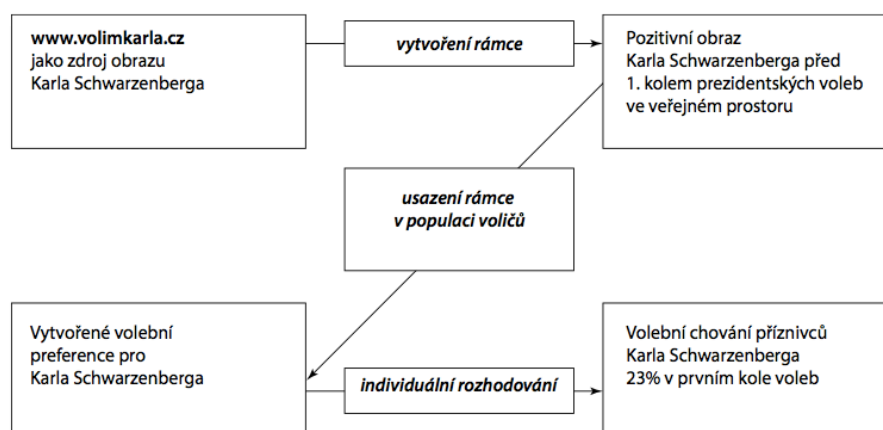 www.volimkarla.cz
jako zdroj obrazu
Karla Schwarzenberga
vytvoření rámce
Pozitivní obraz
Karla Schwarzenberga před
1. kolem prezidentských voleb
ve veřejném prostoru
usazení rámce
v populaci voličů
Vytvořené volební
preference pro
Karla Schwarzenberga
individuální rozhodování
Volební chování příznivců
Karla Schwarzenberga
23% v prvním kole voleb